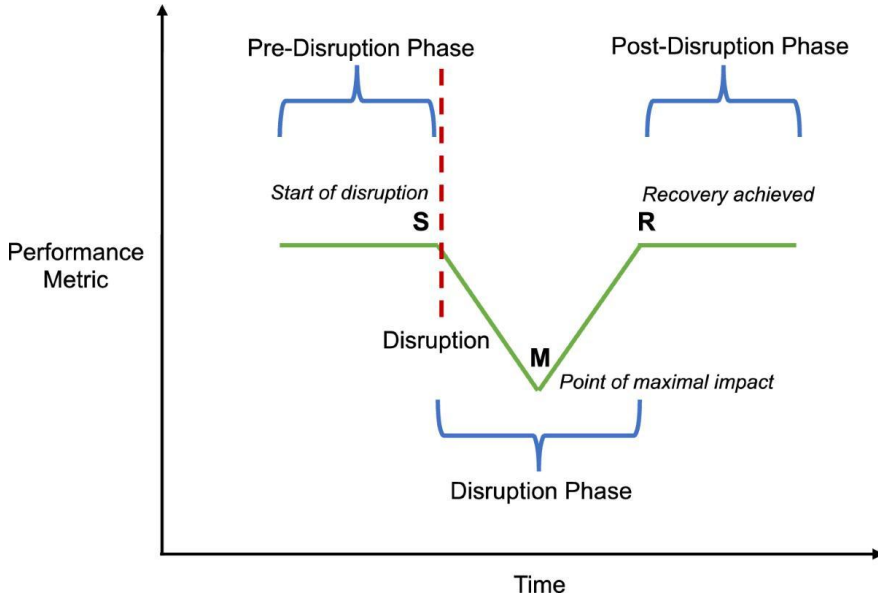 Pre-Disruption Phase
Post-Disruption Phase
Start of disruption
Recovery achieved
S
R
Performance
Metric
Disruption
M
Point of maximal impact
Disruption Phase
Time